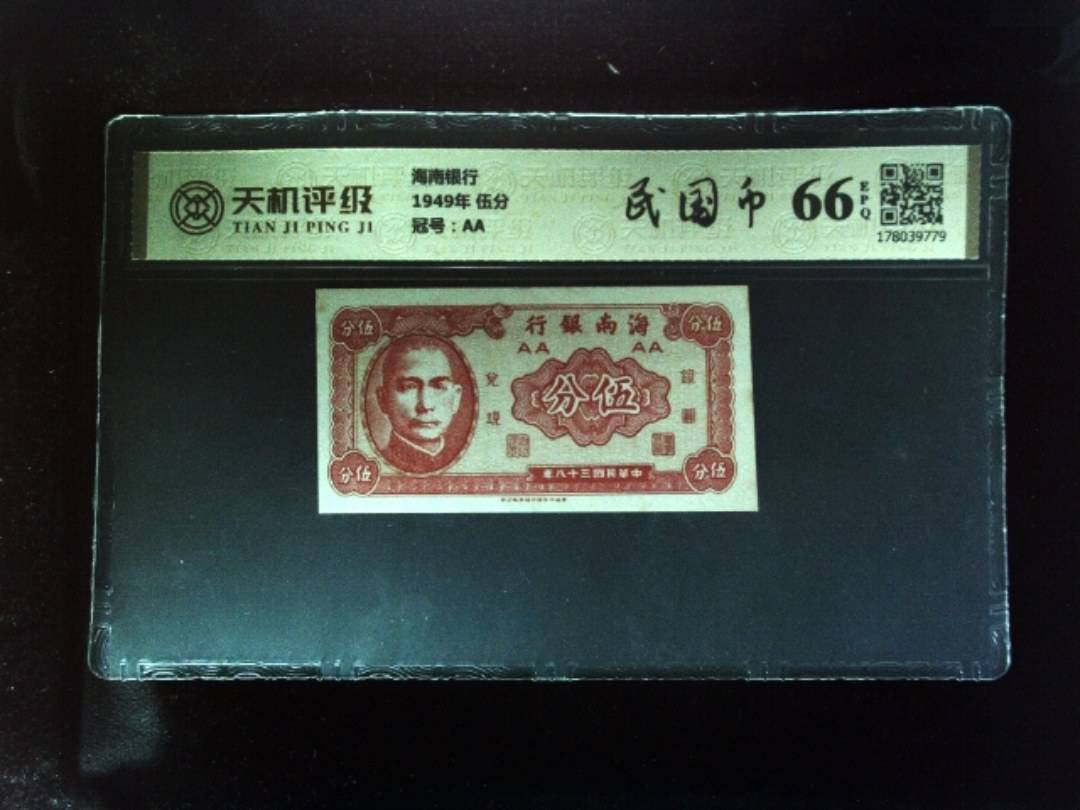 天机评级
TIAN JI PING JI
海南银行
1949年 伍分
冠号：AA
民国币
66
EPQ
178039779
分伍
行銀南海
分伍
AA
AA
兌現
分伍
銀圓
分伍
年八十三國民華中
分伍